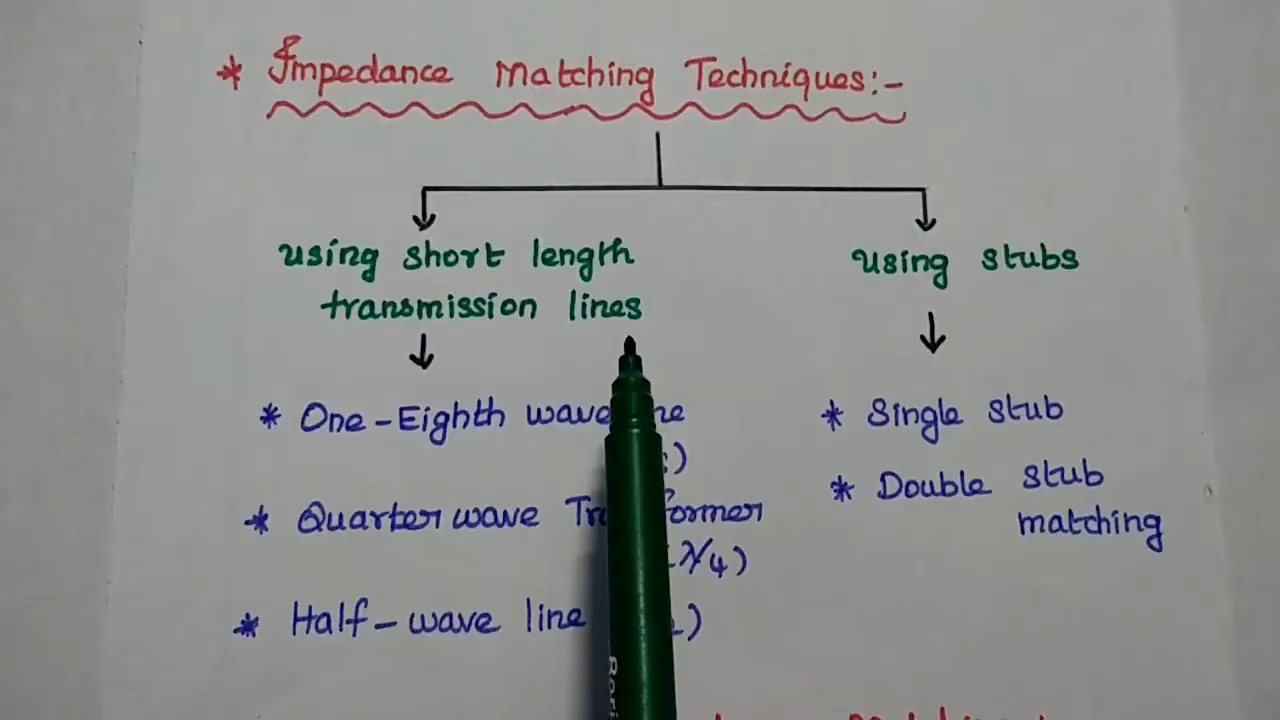 * Impedance Matching Techniques:-
using short length
transmission lines
using stubs
* One-Eighth wave
* Quarter wave
λ/4)
* Half-wave line
* Single stub
* Double stub
matching